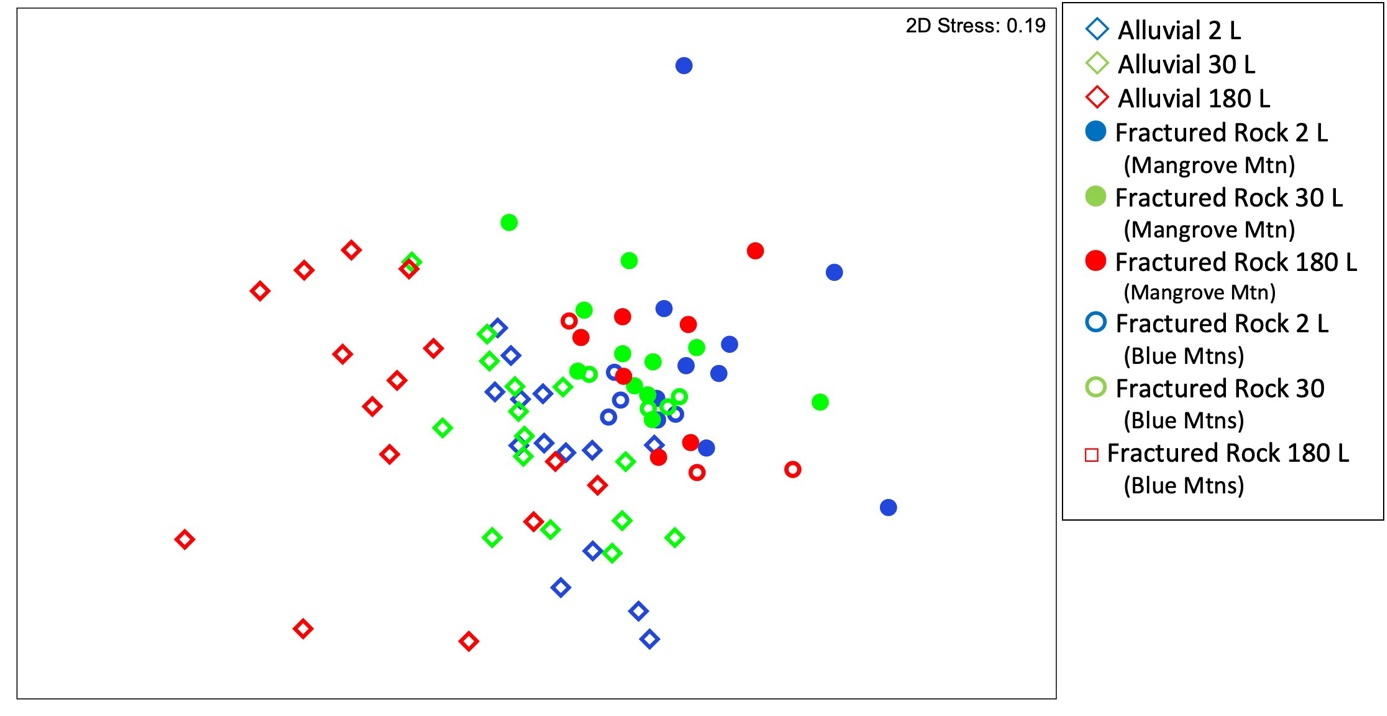 2D Stress: 0.19
Alluvial 2 L
Alluvial 30 L
Alluvial 180 L
Fractured Rock 2 L
(Mangrove Mtn)
Fractured Rock 30 L
(Mangrove Mtn)
Fractured Rock 180 L
(Mangrove Mtn)
Fractured Rock 2 L
(Blue Mtns)
Fractured Rock 30
(Blue Mtns)
Fractured Rock 180 L
(Blue Mtns)